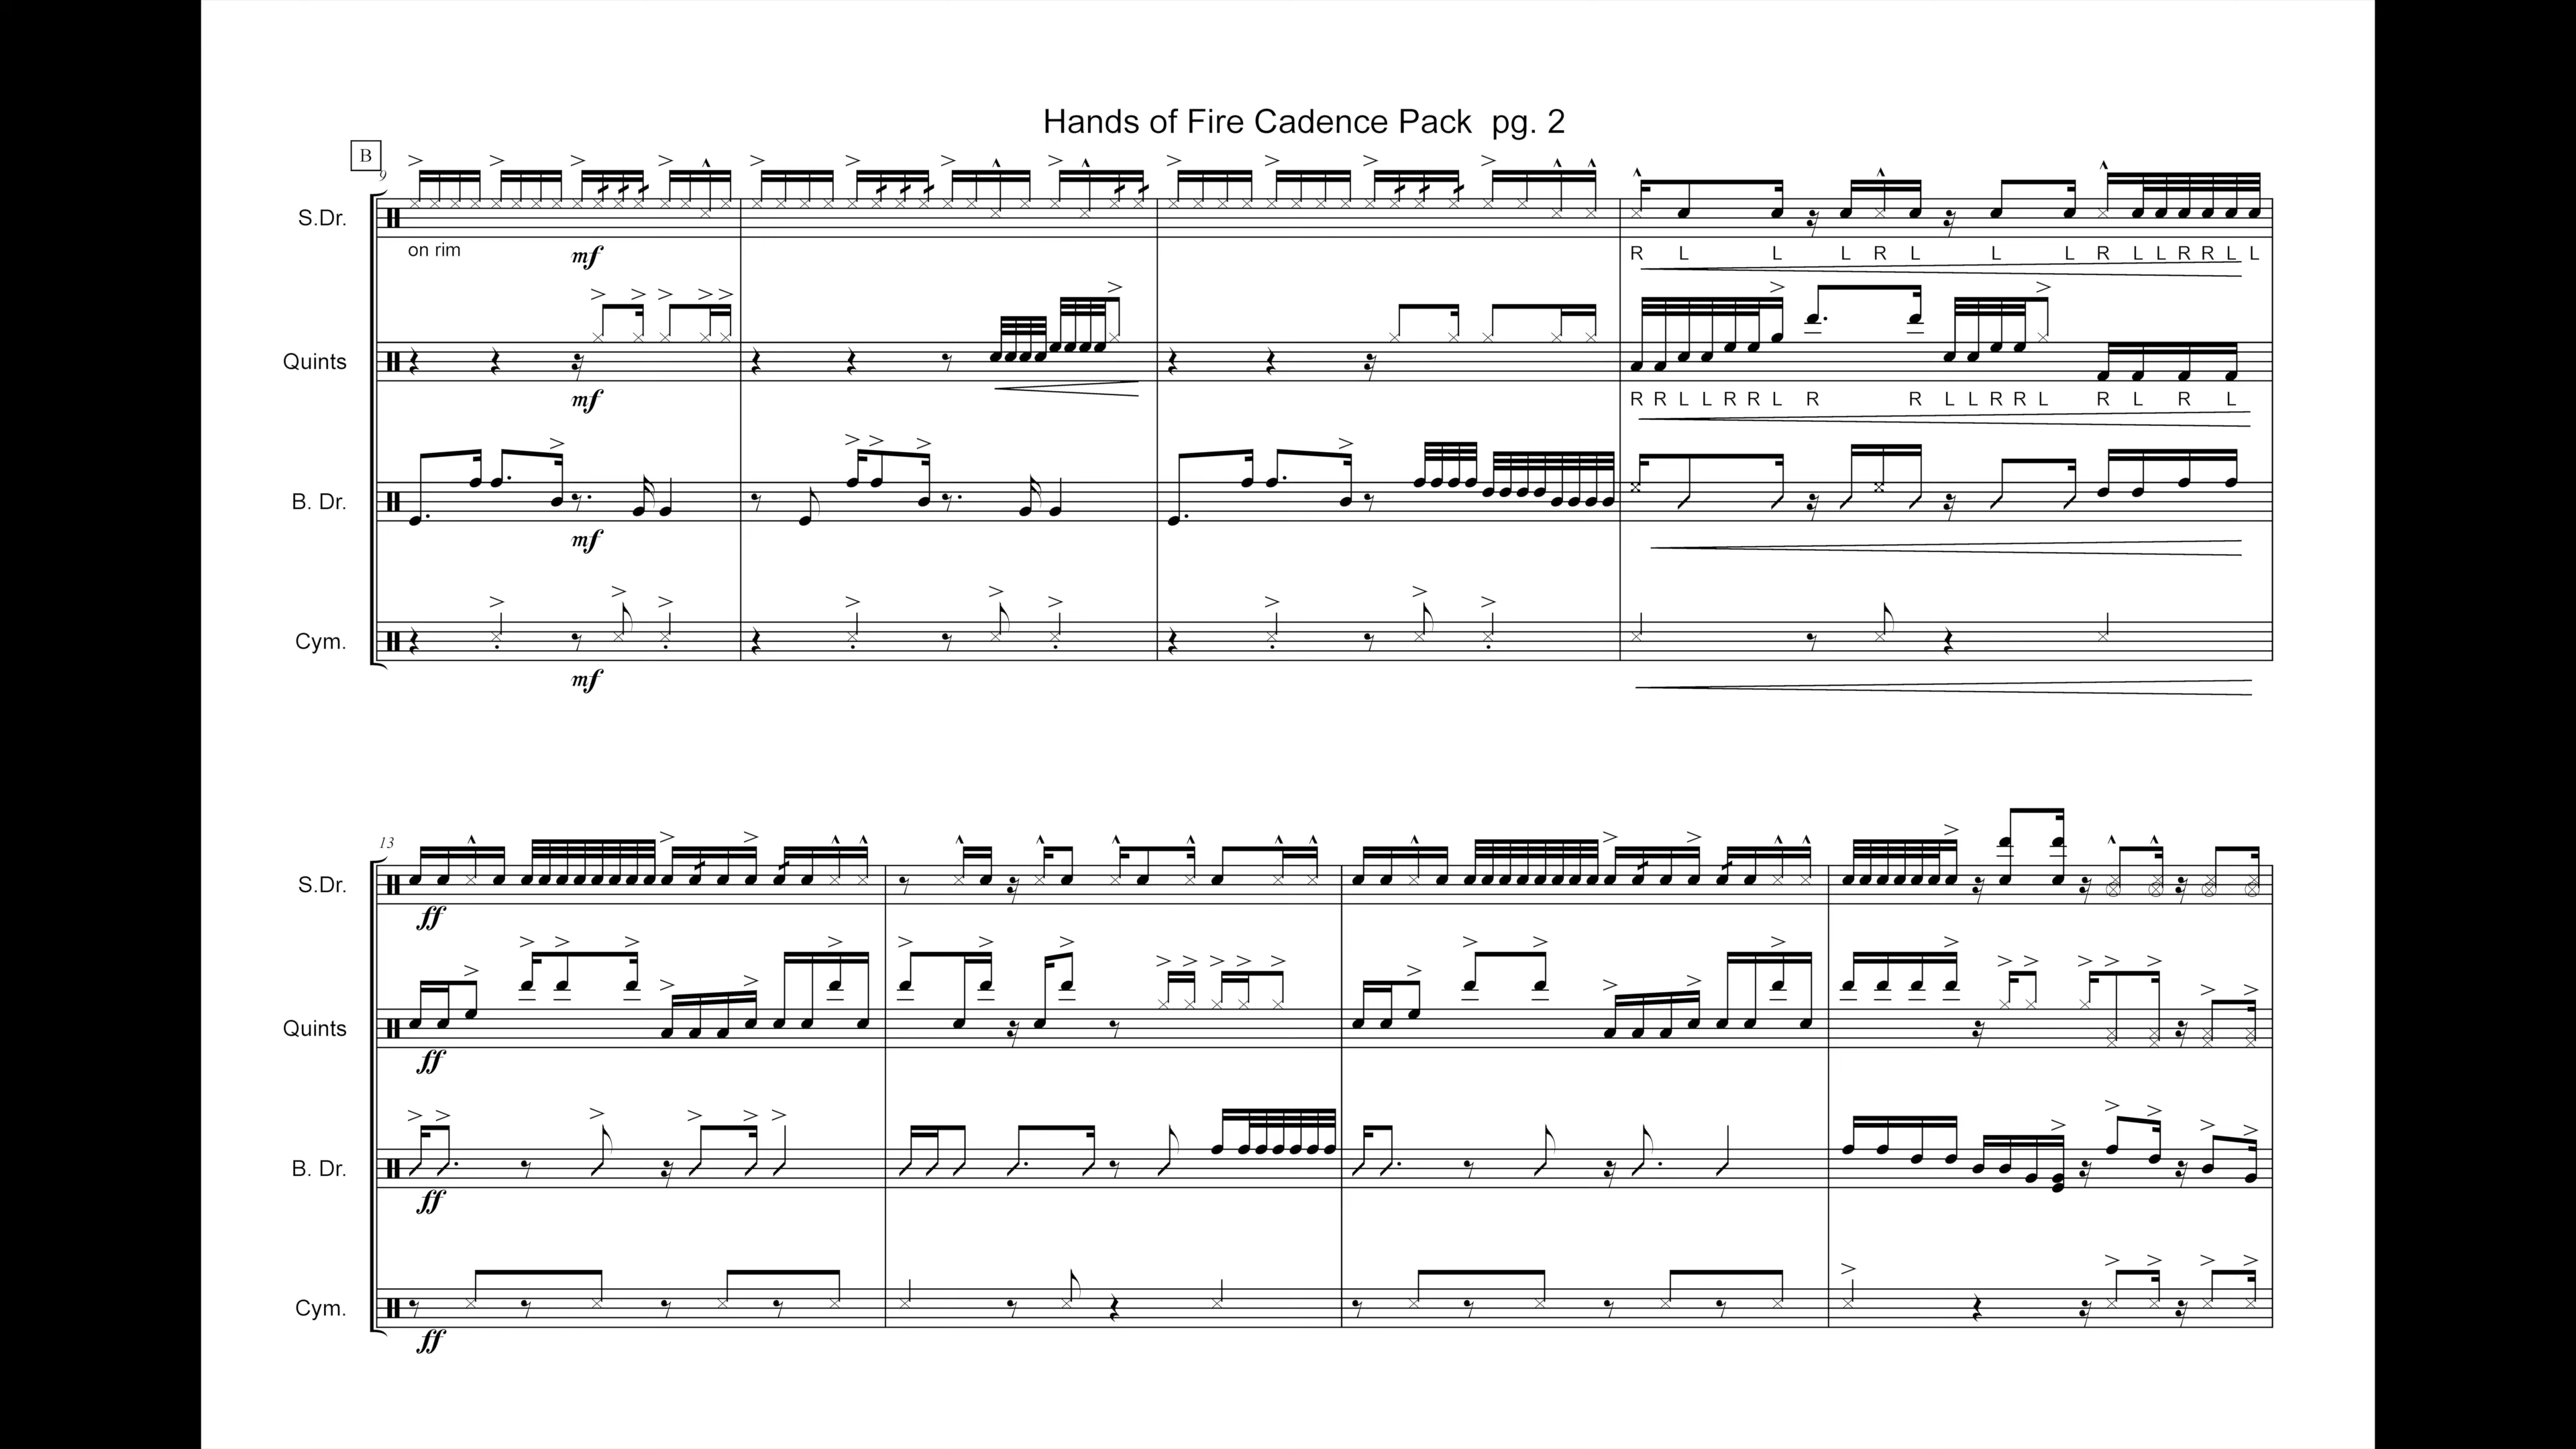 Hands of Fire Cadence Pack pg. 2
B
9
S.Dr.
on rim
mf
R L L L R L L L R L L R R L L
Quints
mf
R R L L R R L R R L L R R L R L R L
B. Dr.
mf
Cym.
mf
13
S.Dr.
ff
Quints
ff
B. Dr.
ff
Cym.
ff